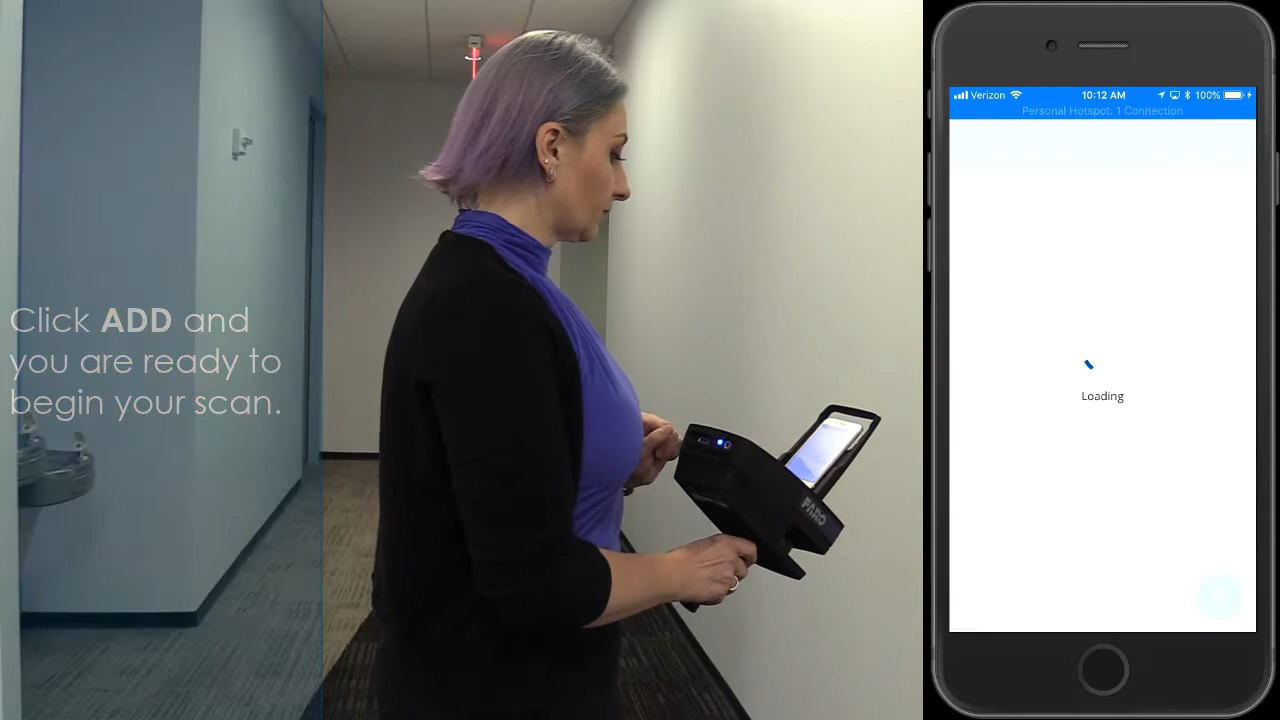 Click ADD and
you are ready to
begin your scan.
FARO
Verizon
10:12 AM
100%
Personal Hotspot: 1 Connection
Loading